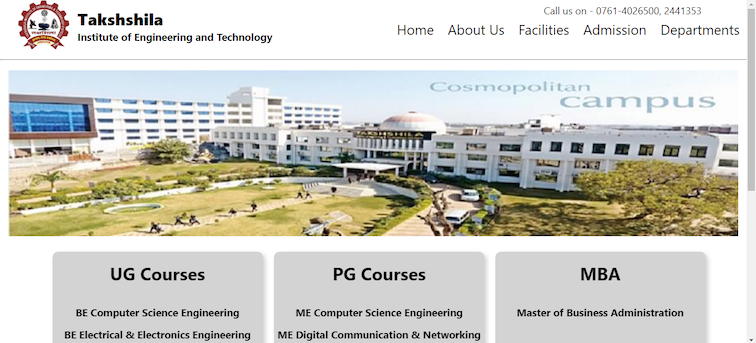 Call us on - 0761-4026500, 2441353
Takshshila
Institute of Engineering and Technology
Home About Us Facilities Admission Departments
Cosmopolitan
campus
TAKSHSHILA
UG Courses
BE Computer Science Engineering
BE Electrical & Electronics Engineering
PG Courses
ME Computer Science Engineering
ME Digital Communication & Networking
MBA
Master of Business Administration